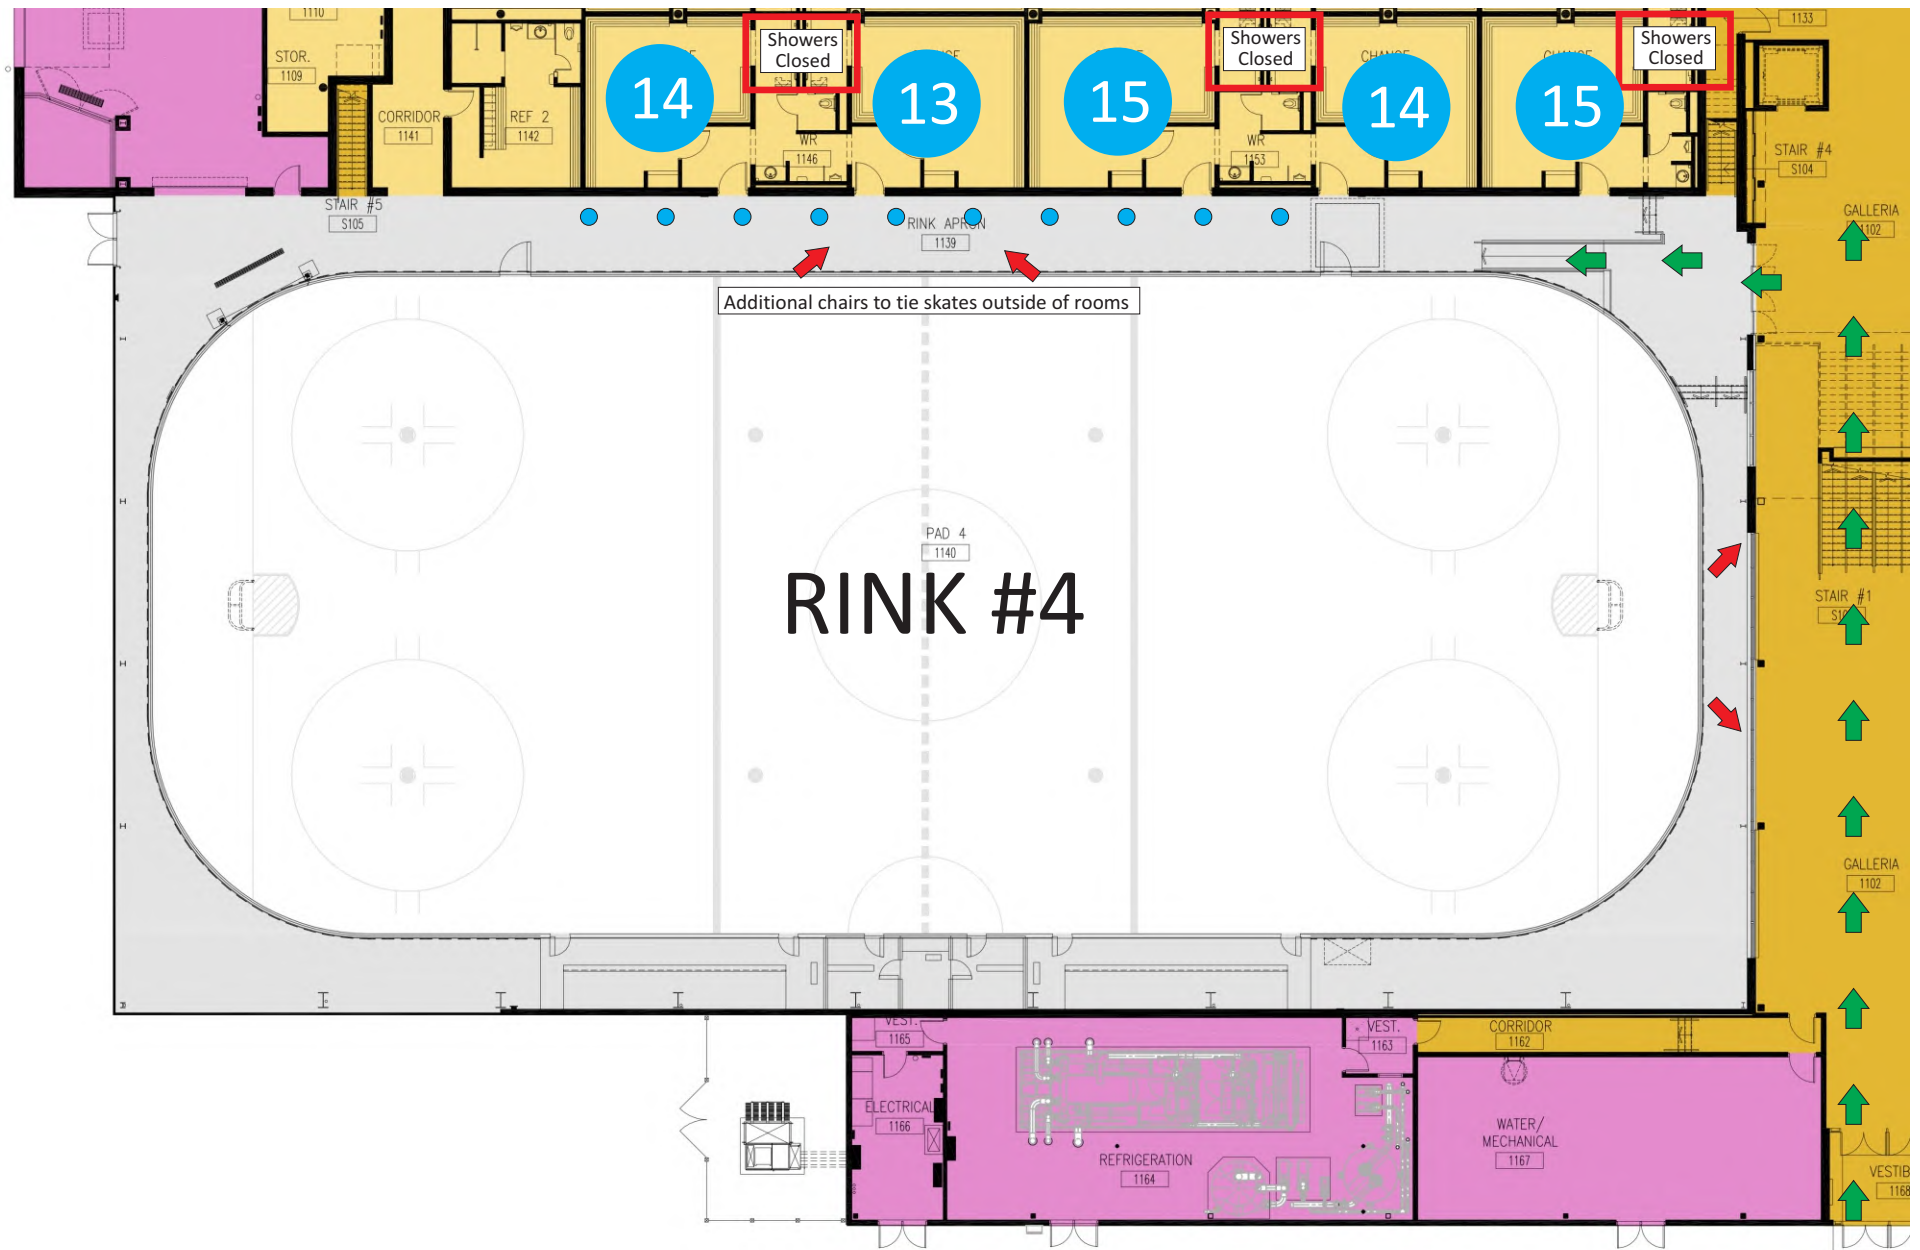 1110
STOR.
1109
CORRIDOR
1141
REF 2
1142
14
Showers
Closed
WR
1146
13
15
Showers
Closed
WR
1153
CHANGE
14
15
Showers
Closed
1133
STAIR #4
S104
GALLERIA
1102
STAIR #5
S105
RINK APRON
1139
Additional chairs to tie skates outside of rooms
PAD 4
1140
RINK #4
STAIR #1
GALLERIA
1102
VEST.
1165
VEST.
1163
CORRIDOR
1162
ELECTRICAL
1166
REFRIGERATION
1164
WATER/
MECHANICAL
1167
VESTIB
1168